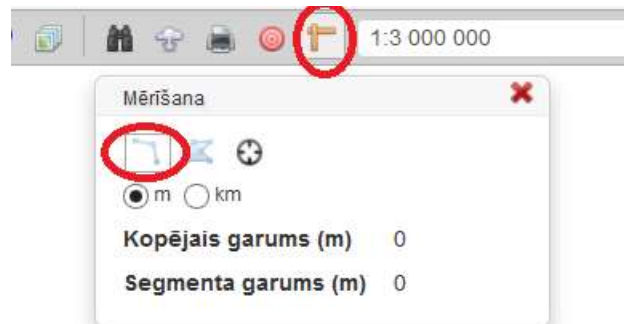 1:3 000 000
Mērīšana
m km
Kopējais garums (m) 0
Segmenta garums (m) 0